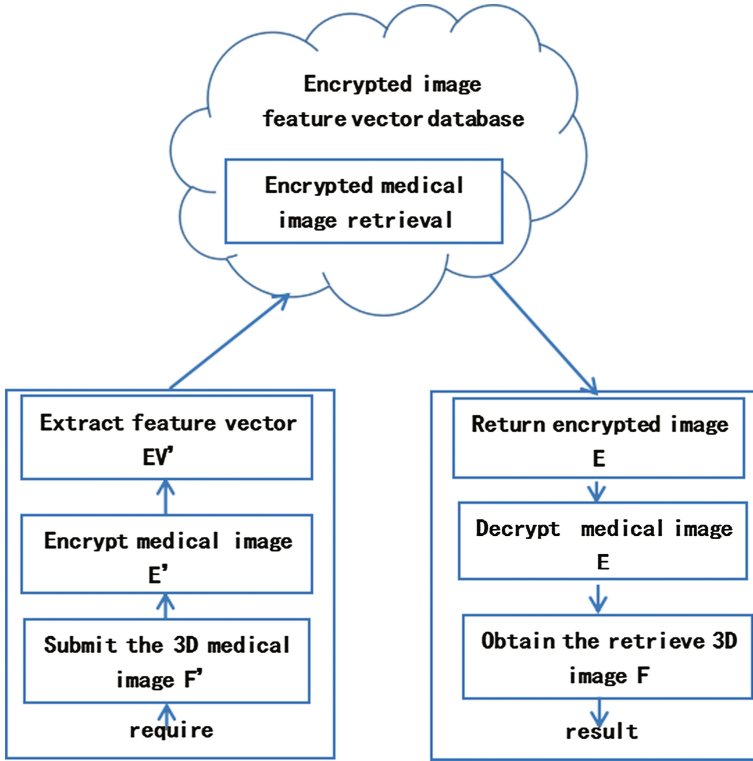 Encrypted image
feature vector database
Encrypted medical
image retrieval
Extract feature vector
EV’
Encrypt medical image
E’
Submit the 3D medical
image F’
require
Return encrypted image
E
Decrypt medical image
E
Obtain the retrieve 3D
image F
result